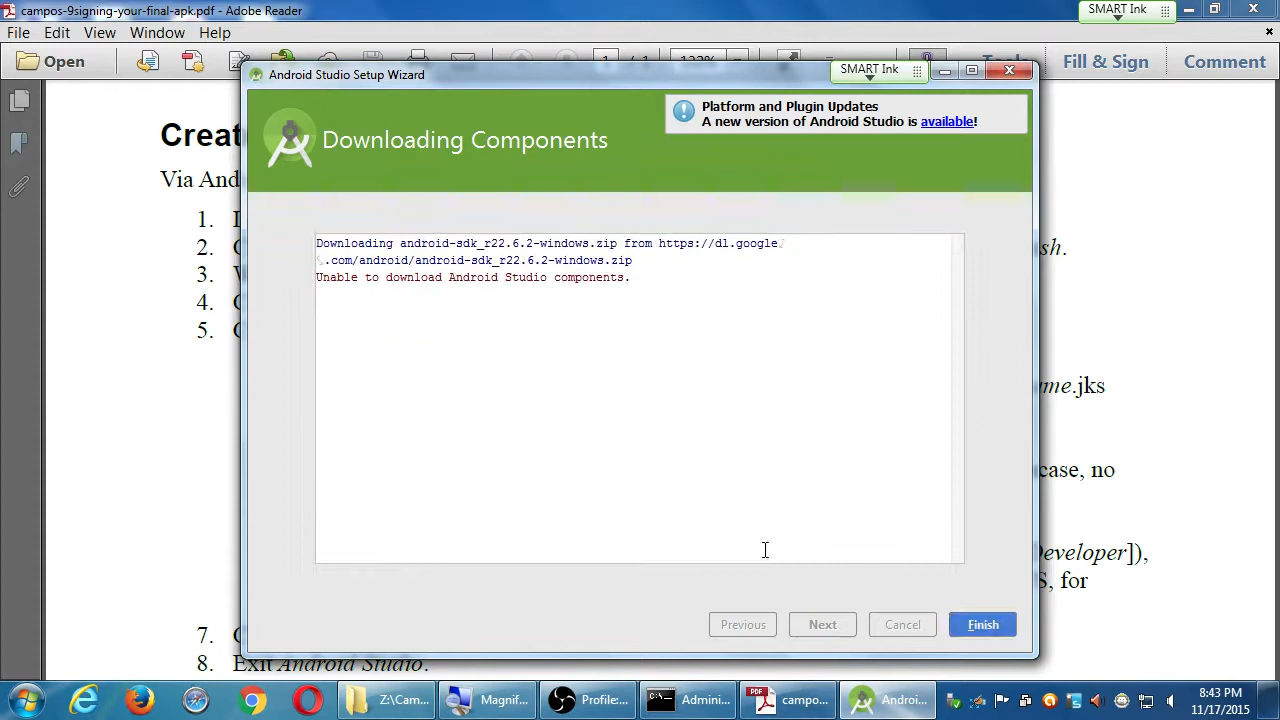 campos-9signing-your-final-apk.pdf - Adobe Reader
SMART Ink
File Edit View Window Help
Open
1 / 1
Tools
Fill & Sign
Comment
Android Studio Setup Wizard
SMART Ink
Downloading Components
Platform and Plugin Updates
A new version of Android Studio is available!
Creat
Via And
1.
2.
sh.
3.
4.
5.
Downloading android-sdk_r22.6.2-windows.zip from https://dl.google
.com/android/android-sdk_r22.6.2-windows.zip
Unable to download Android Studio components.
me.jks
case, no
Developer]),
S, for
7.
8. Exit Android Studio.
Previous
Next
Cancel
Finish
Z:\Cam...
Magnif...
Profile:...
Admini...
campo...
Androi...
8:43 PM
11/17/2015